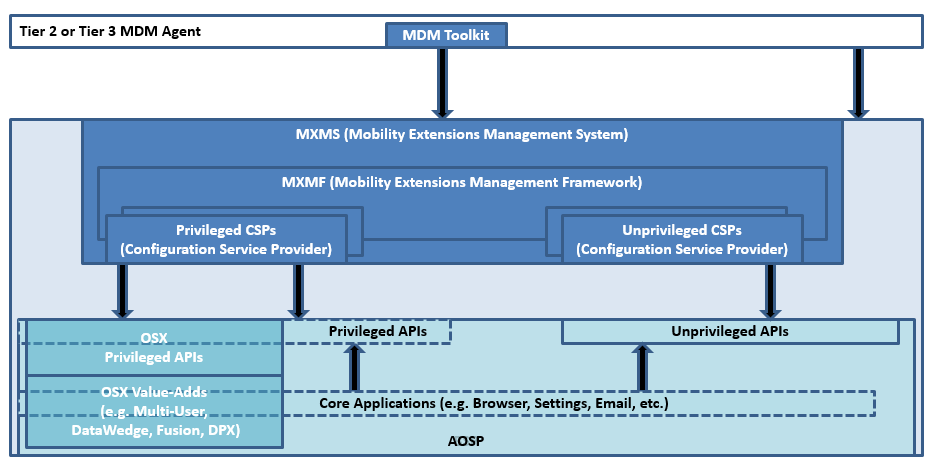 Tier 2 or Tier 3 MDM Agent
MDM Toolkit
MXMS (Mobility Extensions Management System)
MXMF (Mobility Extensions Management Framework)
Privileged CSPs
(Configuration Service Provider)
Unprivileged CSPs
(Configuration Service Provider)
OSX
Privileged APIs
Privileged APIs
Unprivileged APIs
OSX Value-Adds
(e.g. Multi-User,
DataWedge, Fusion, DPX)
Core Applications (e.g. Browser, Settings, Email, etc.)
AOSP